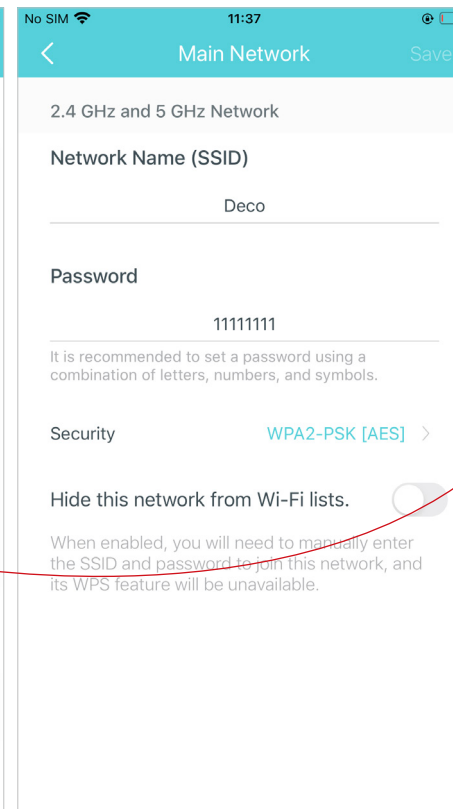 No SIM 11:37
Main Network Save
2.4 GHz and 5 GHz Network
Network Name (SSID)
Deco
Password
11111111
It is recommended to set a password using a
combination of letters, numbers, and symbols.
Security WPA2-PSK [AES]
Hide this network from Wi-Fi lists.
When enabled, you will need to manually enter
the SSID and password to join this network, and
its WPS feature will be unavailable.